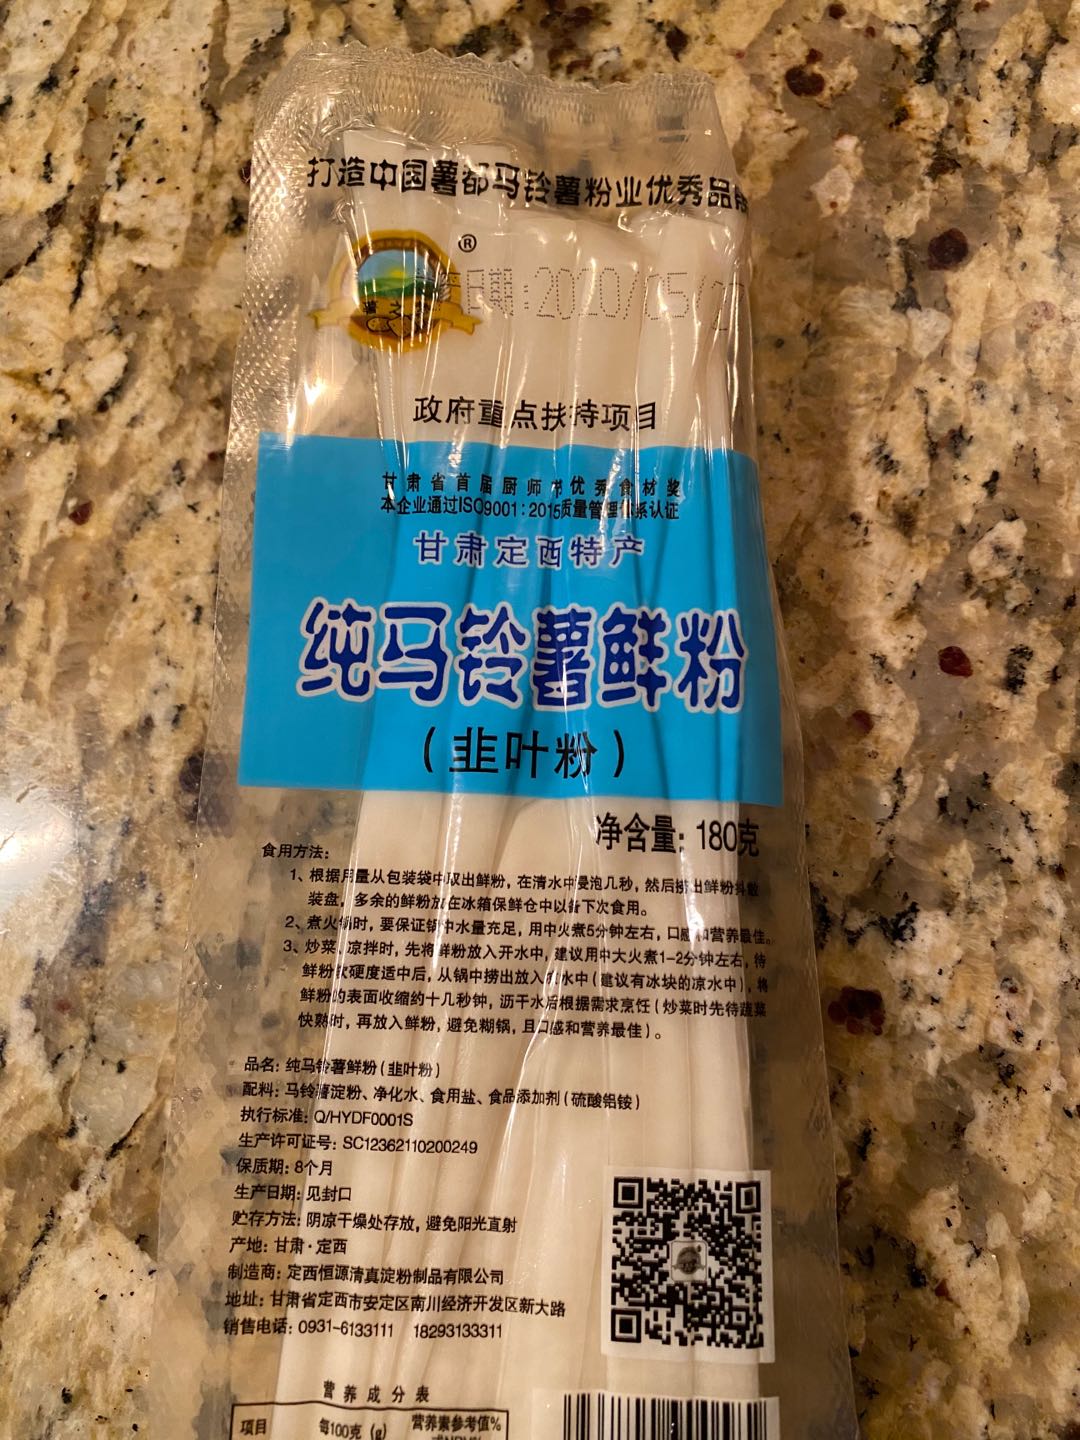 打造中国薯都马铃薯粉业优秀品
®
日期:2020/05/2
政府重点扶持项目
甘肃省首届厨师节优秀食材奖
本企业通过ISO9001:2015质量管理体系认证
甘肃定西特产
纯马铃薯鲜粉
(韭叶粉)
净含量: 180克
食用方法:
1、根据用量从包装袋中取出鲜粉, 在清水中浸泡几秒, 然后捞出鲜粉抖散
装盘, 多余的鲜粉放在冰箱保鲜仓中以备下次食用。
2、煮火锅时, 要保证锅中水量充足, 用中火煮5分钟左右, 口感和营养最佳。
3、炒菜、凉拌时, 先将鲜粉放入开水中, 建议用中大火煮1-2分钟左右, 待
鲜粉软硬度适中后, 从锅中捞出放入凉水中(建议有冰块的凉水中), 将
鲜粉的表面收缩约十几秒钟, 沥干水后根据需求烹饪(炒菜时先待蔬菜
快熟时, 再放入鲜粉, 避免糊锅, 且口感和营养最佳)。
品名: 纯马铃薯鲜粉(韭叶粉)
配料: 马铃薯淀粉、净化水、食用盐、食品添加剂(硫酸铝铵)
执行标准: Q/HYDF0001S
生产许可证号: SC12362110200249
保质期: 8个月
生产日期: 见封口
贮存方法: 阴凉干燥处存放, 避免阳光直射
产地: 甘肃·定西
制造商: 定西恒源清真淀粉制品有限公司
地址: 甘肃省定西市安定区南川经济开发区新大路
销售电话: 0931-6133111 18293133311
营养成分表
项目 每100克(g) 营养素参考值%